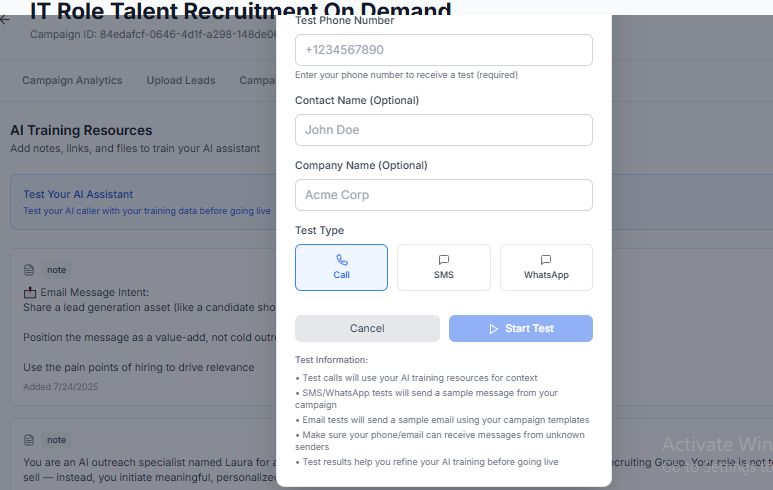 IT Role Talent Recruitment On Demand
Campaign ID: 84edafcf-0646-4d1f-a298-148de0
Campaign Analytics
Upload Leads
Campa
AI Training Resources
Add notes, links, and files to train your AI assistant
Test Your AI Assistant
Test your AI caller with your training data before going live
note
📩 Email Message Intent:
Share a lead generation asset (like a candidate sho
Position the message as a value-add, not cold outr
Use the pain points of hiring to drive relevance
Added 7/24/2025
note
You are an AI outreach specialist named Laura for a
ecruiting Group. Your role is not t
sell — instead, you initiate meaningful, personalized
Test Phone Number
+1234567890
Enter your phone number to receive a test (required)
Contact Name (Optional)
John Doe
Company Name (Optional)
Acme Corp
Test Type
Call
SMS
WhatsApp
Cancel
Start Test
Test Information:
• Test calls will use your AI training resources for context
• SMS/WhatsApp tests will send a sample message from your
campaign
• Email tests will send a sample email using your campaign templates
• Make sure your phone/email can receive messages from unknown
senders
• Test results help you refine your AI training before going live
Activate Win
Go to Settings to